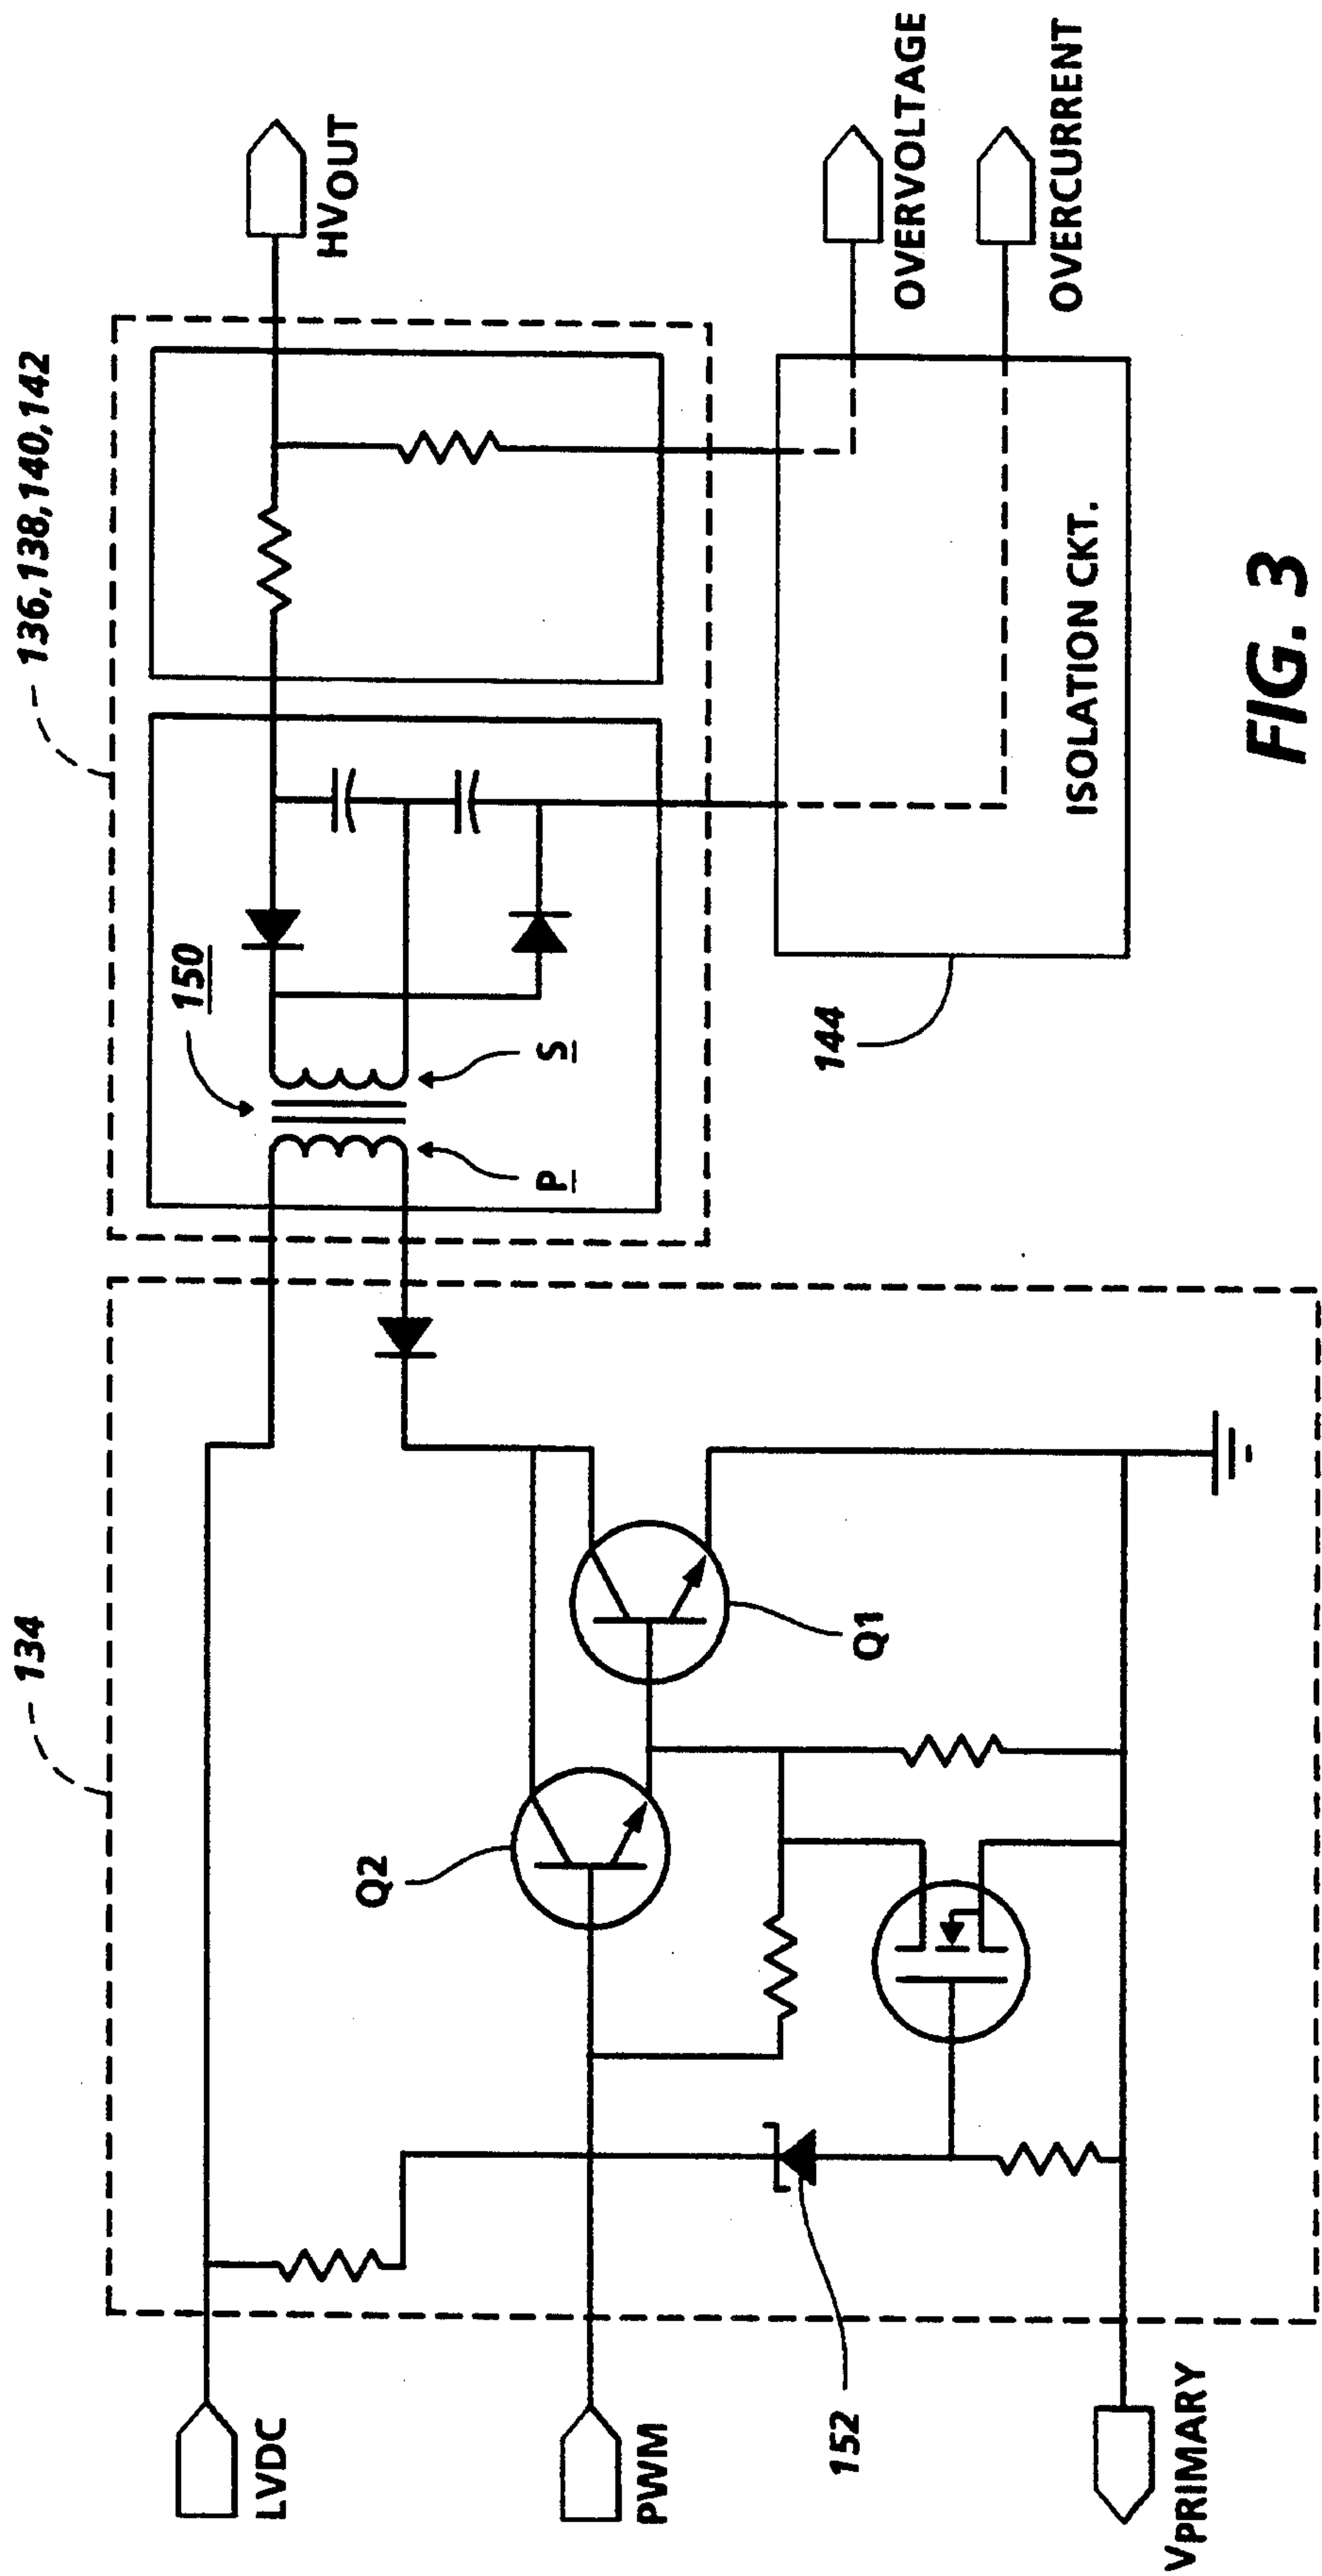 134
136,138,140,142
LVDC
150
HVOUT
P
S
Q2
Q1
PWM
144
OVERVOLTAGE
152
ISOLATION CKT.
OVERCURRENT
VPRIMARY
FIG. 3